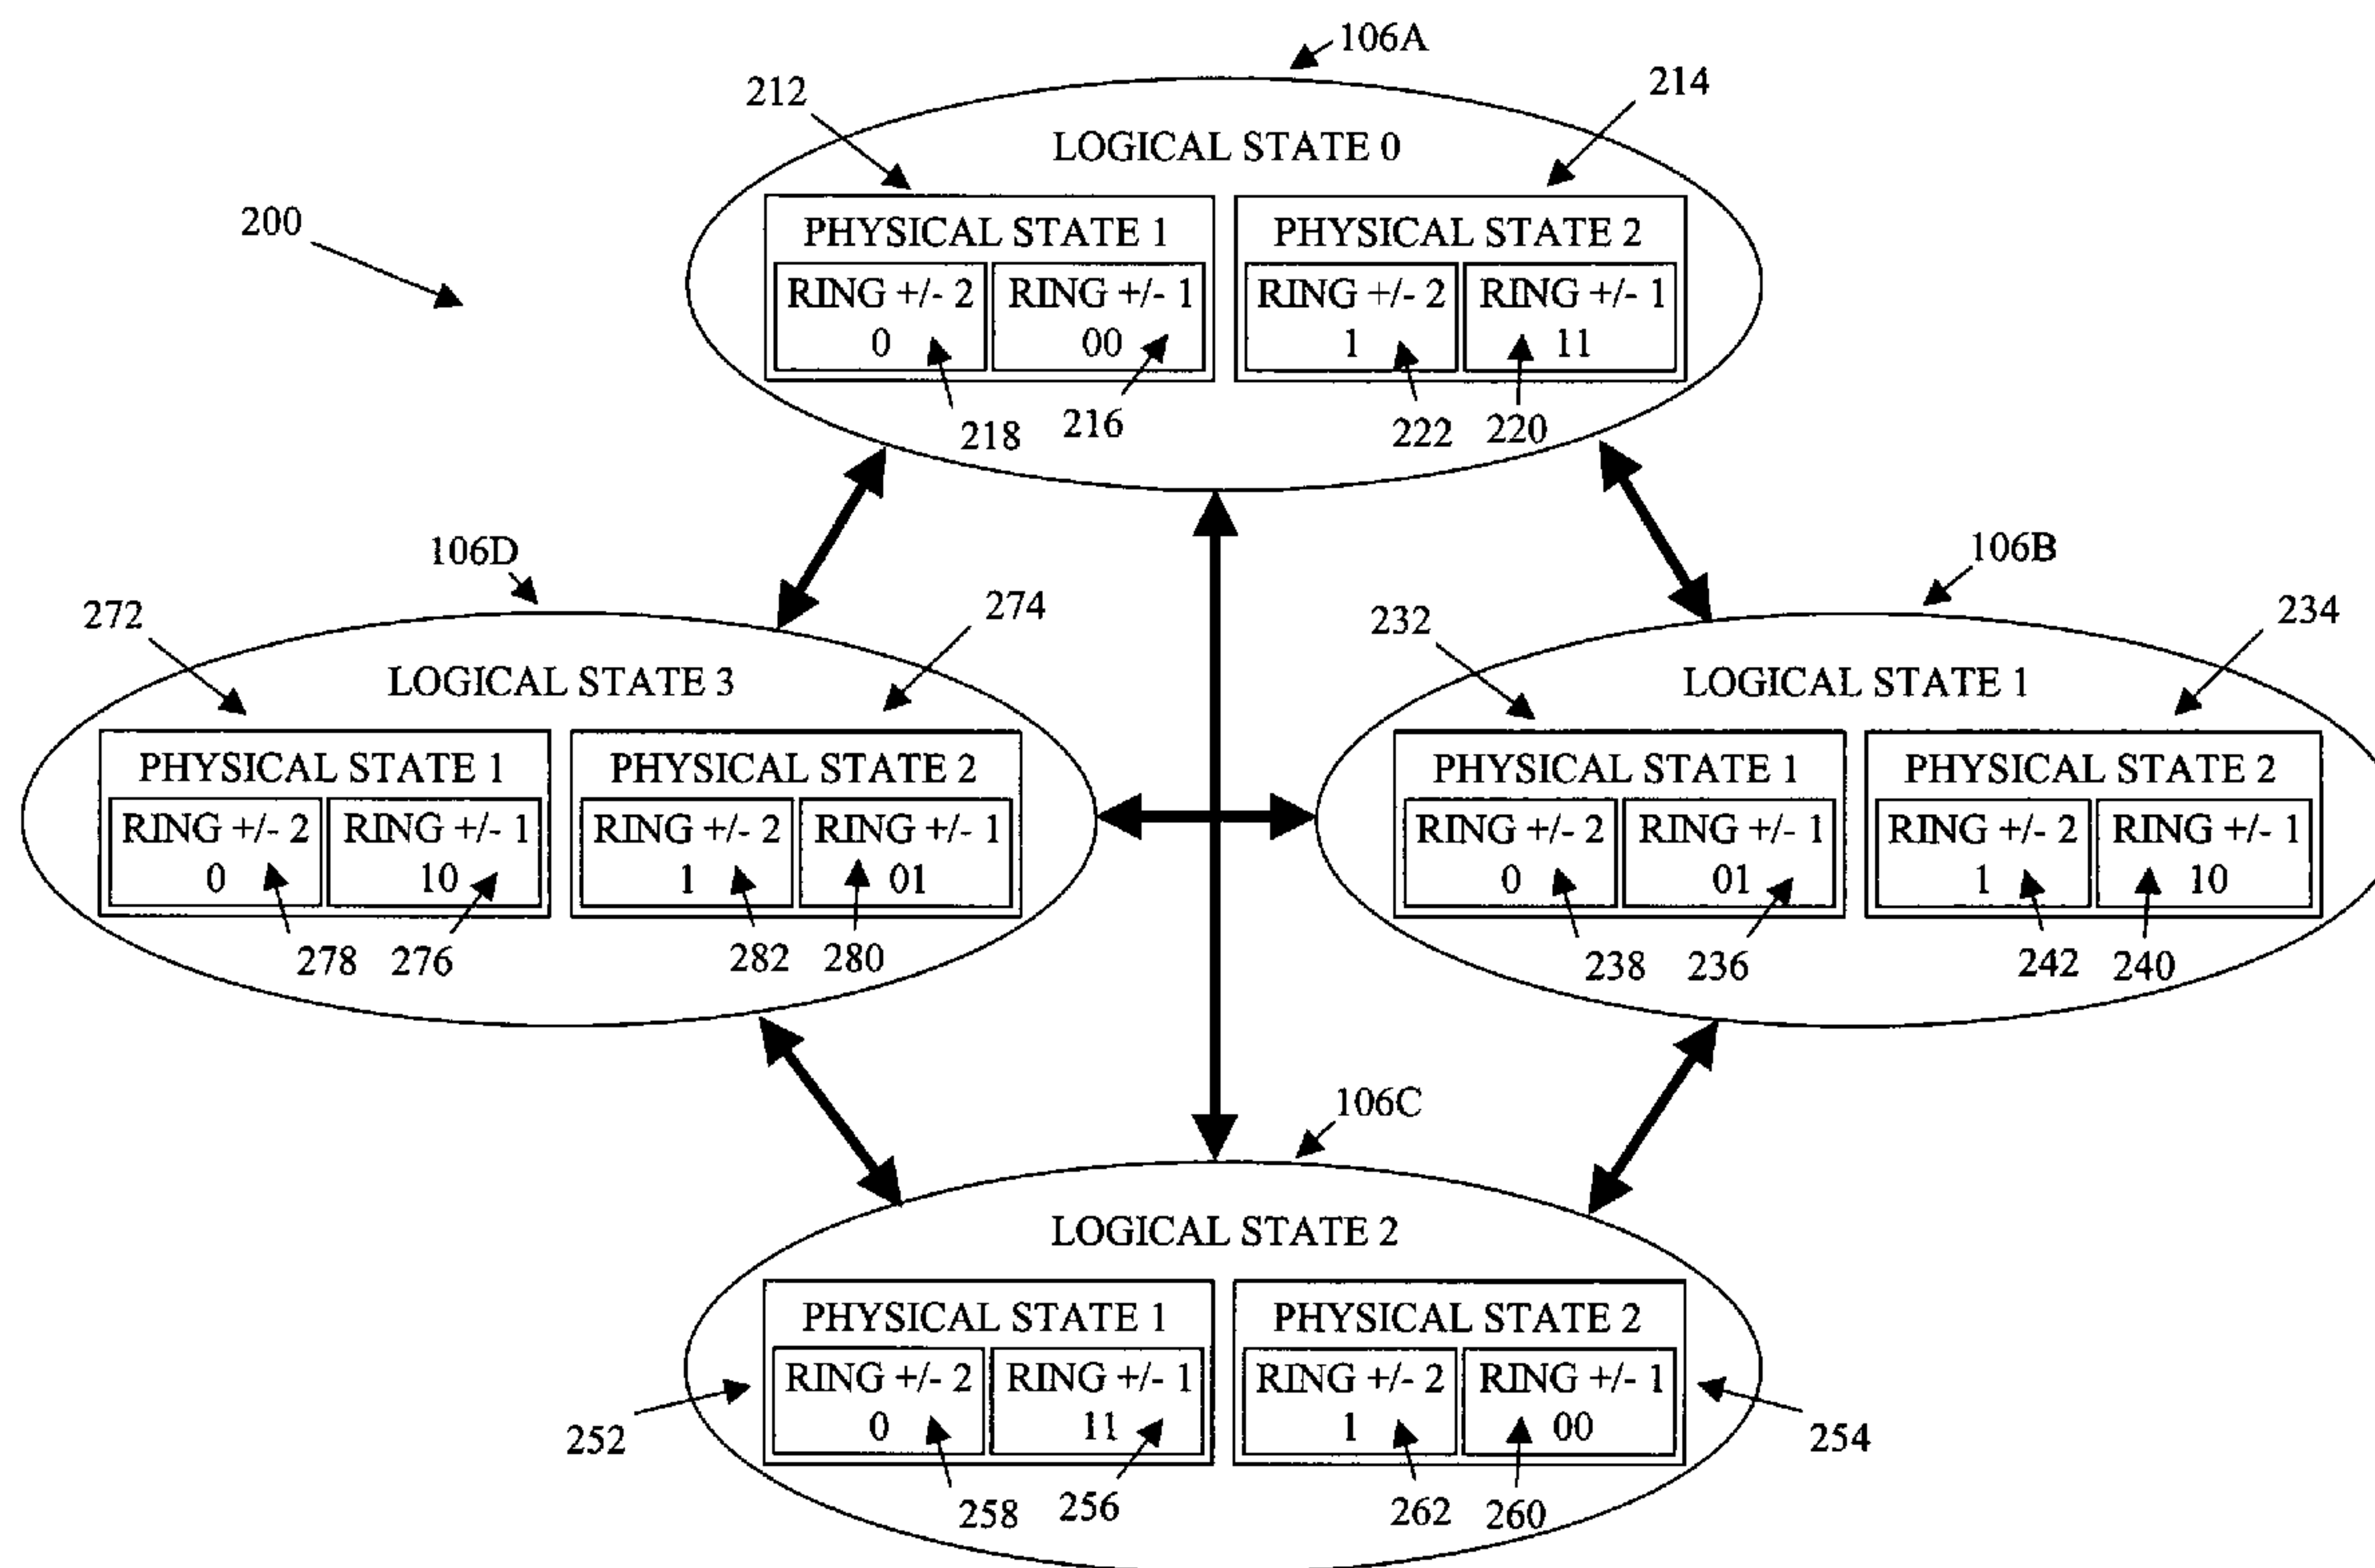 106A
212
214
LOGICAL STATE 0
200
PHYSICAL STATE 1
PHYSICAL STATE 2
RING +/- 2
RING +/- 1
RING +/- 2
RING +/- 1
0
00
1
11
218
216
222
220
106D
106B
272
274
232
234
LOGICAL STATE 3
LOGICAL STATE 1
PHYSICAL STATE 1
PHYSICAL STATE 2
PHYSICAL STATE 1
PHYSICAL STATE 2
RING +/- 2
RING +/- 1
RING +/- 2
RING +/- 1
RING +/- 2
RING +/- 1
RING +/- 2
RING +/- 1
0
10
1
01
0
01
1
10
278
276
282
280
238
236
242
240
106C
LOGICAL STATE 2
PHYSICAL STATE 1
PHYSICAL STATE 2
RING +/- 2
RING +/- 1
RING +/- 2
RING +/- 1
0
11
1
00
252
254
258
256
262
260